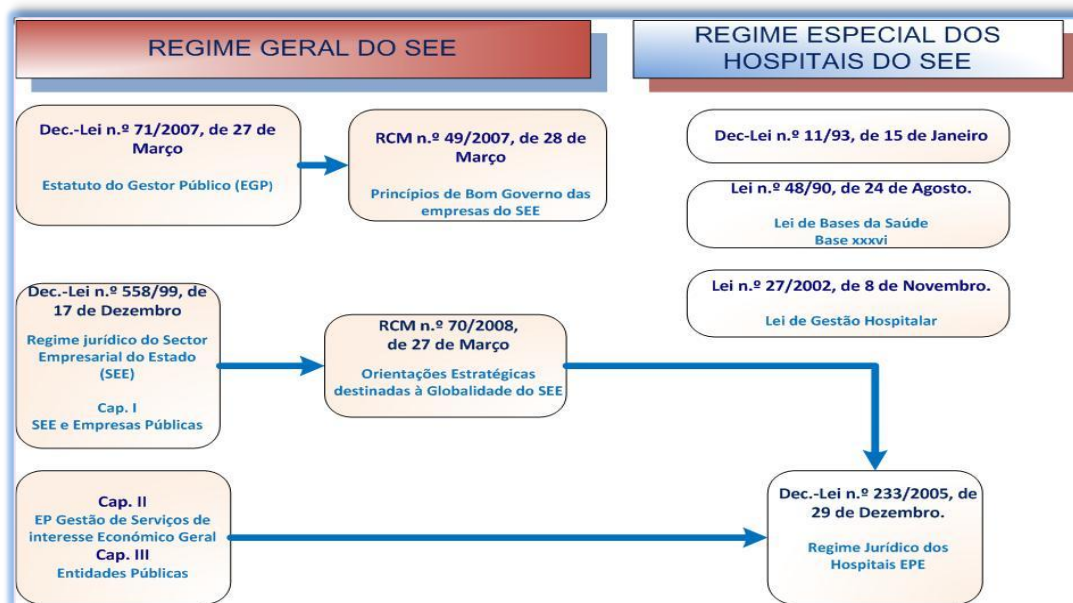 REGIME GERAL DO SEE
REGIME ESPECIAL DOS
HOSPITAIS DO SEE
Dec.-Lei n.º 71/2007, de 27 de
Março
Estatuto do Gestor Público (EGP)
RCM n.º 49/2007, de 28 de
Março
Princípios de Bom Governo das
empresas do SEE
Dec-Lei n.º 11/93, de 15 de Janeiro
Lei n.º 48/90, de 24 de Agosto.
Lei de Bases da Saúde
Base xxxvi
Lei n.º 27/2002, de 8 de Novembro.
Lei de Gestão Hospitalar
Dec.-Lei n.º 558/99, de
17 de Dezembro
Regime jurídico do Sector
Empresarial do Estado
(SEE)
Cap. I
SEE e Empresas Públicas
RCM n.º 70/2008,
de 27 de Março
Orientações Estratégicas
destinadas à Globalidade do SEE
Cap. II
EP Gestão de Serviços de
interesse Económico Geral
Cap. III
Entidades Públicas
Dec.-Lei n.º 233/2005, de
29 de Dezembro.
Regime Jurídico dos
Hospitais EPE